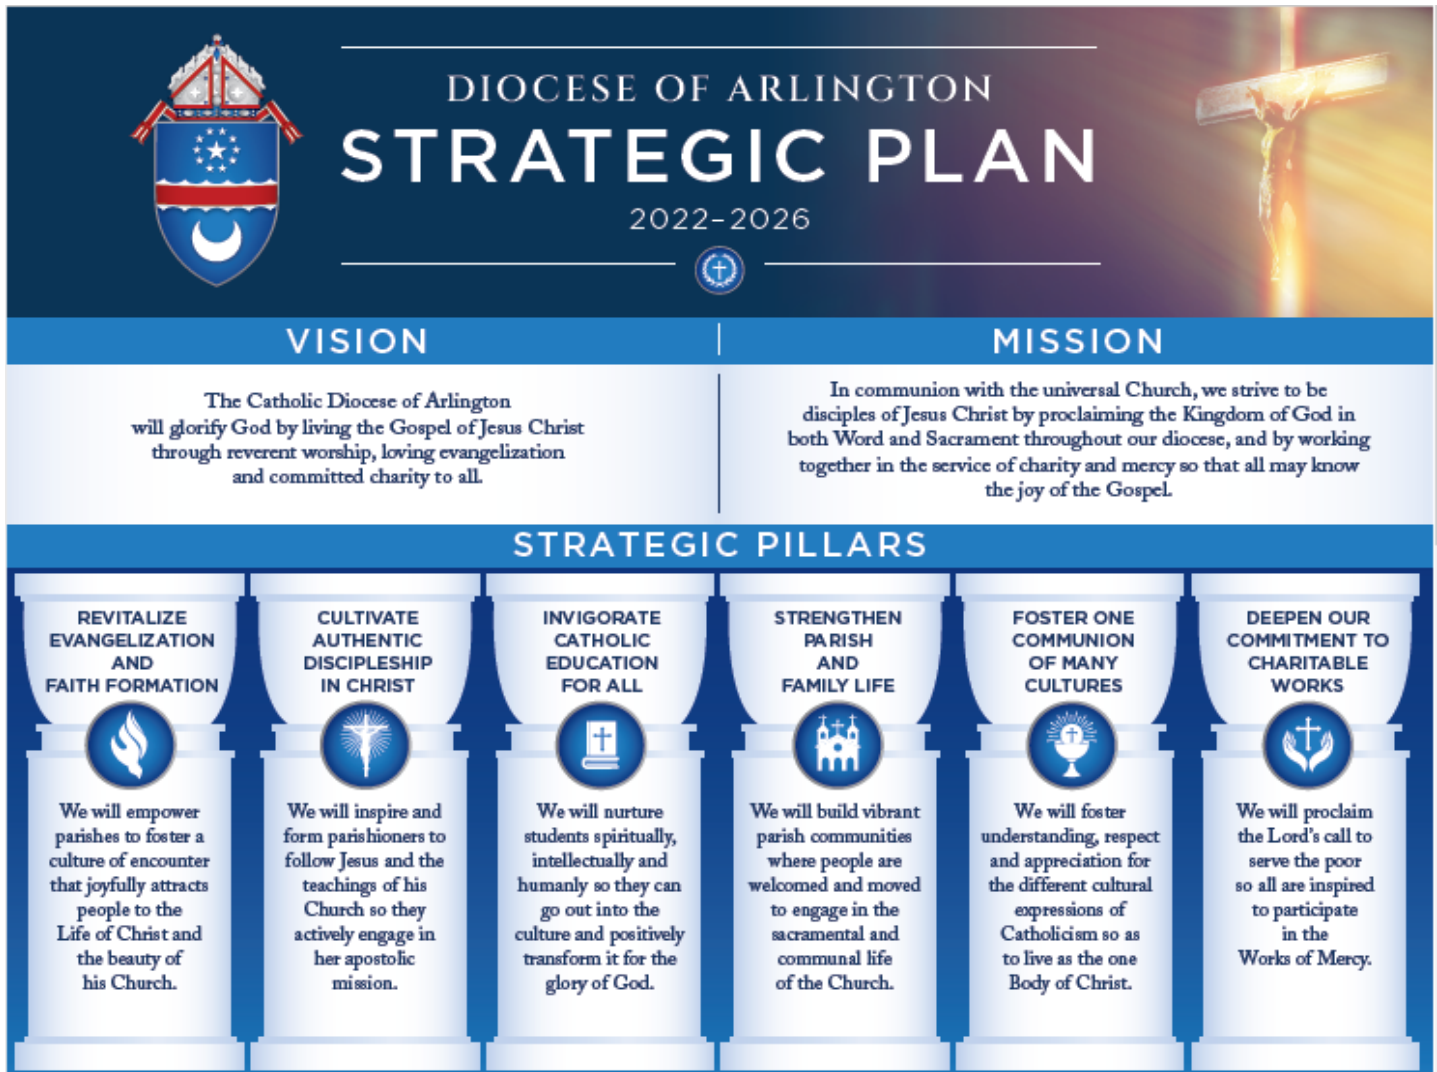 DIOCESE OF ARLINGTON
STRATEGIC PLAN
2022–2026
VISION
The Catholic Diocese of Arlington
will glorify God by living the Gospel of Jesus Christ
through reverent worship, loving evangelization
and committed charity to all.
MISSION
In communion with the universal Church, we strive to be
disciples of Jesus Christ by proclaiming the Kingdom of God in
both Word and Sacrament throughout our diocese, and by working
together in the service of charity and mercy so that all may know
the joy of the Gospel.
STRATEGIC PILLARS
REVITALIZE
EVANGELIZATION
AND
FAITH FORMATION
We will empower
parishes to foster a
culture of encounter
that joyfully attracts
people to the
Life of Christ and
the beauty of
his Church.
CULTIVATE
AUTHENTIC
DISCIPLESHIP
IN CHRIST
We will inspire and
form parishioners to
follow Jesus and the
teachings of his
Church so they
actively engage in
her apostolic
mission.
INVIGORATE
CATHOLIC
EDUCATION
FOR ALL
We will nurture
students spiritually,
intellectually and
humanly so they can
go out into the
culture and positively
transform it for the
glory of God.
STRENGTHEN
PARISH
AND
FAMILY LIFE
We will build vibrant
parish communities
where people are
welcomed and moved
to engage in the
sacramental and
communal life
of the Church.
FOSTER ONE
COMMUNION
OF MANY
CULTURES
We will foster
understanding, respect
and appreciation for
the different cultural
expressions of
Catholicism so as
to live as the one
Body of Christ.
DEEPEN OUR
COMMITMENT TO
CHARITABLE
WORKS
We will proclaim
the Lord's call to
serve the poor
so all are inspired
to participate
in the
Works of Mercy.